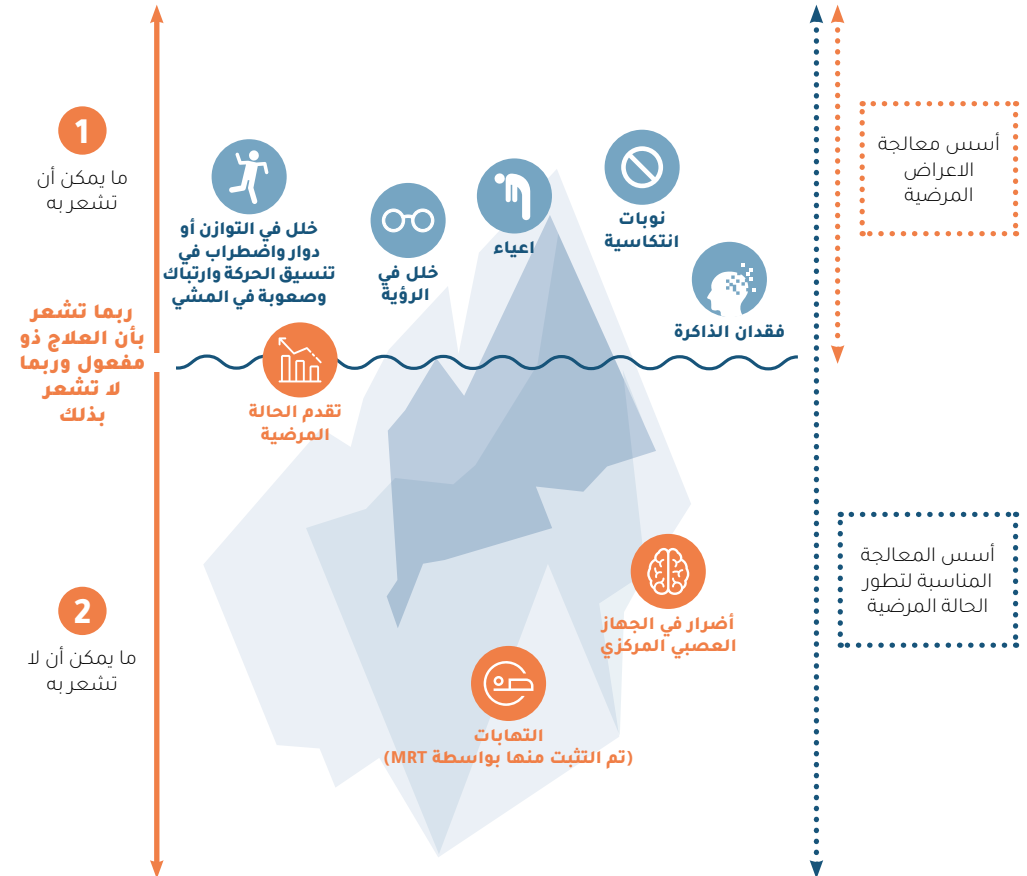 أسس معالجة
الاعراض
المرضية
1
ما يمكن أن
تشعر به
نوبات
انتكاسية
اعياء
خلل في
الرؤية
خلل في التوازن أو
دوار واضطراب في
تنسيق الحركة وارتباك
وصعوبة في المشي
فقدان الذاكرة
ربما تشعر
بأن العلاج ذو
مفعول وربما
لا تشعر
بذلك
تقدم الحالة
المرضية
أسس المعالجة
المناسبة لتطور
الحالة المرضية
2
ما يمكن أن لا
تشعر به
أضرار في الجهاز
العصبي المركزي
التهابات
(تم التثبت منها بواسطة MRT)